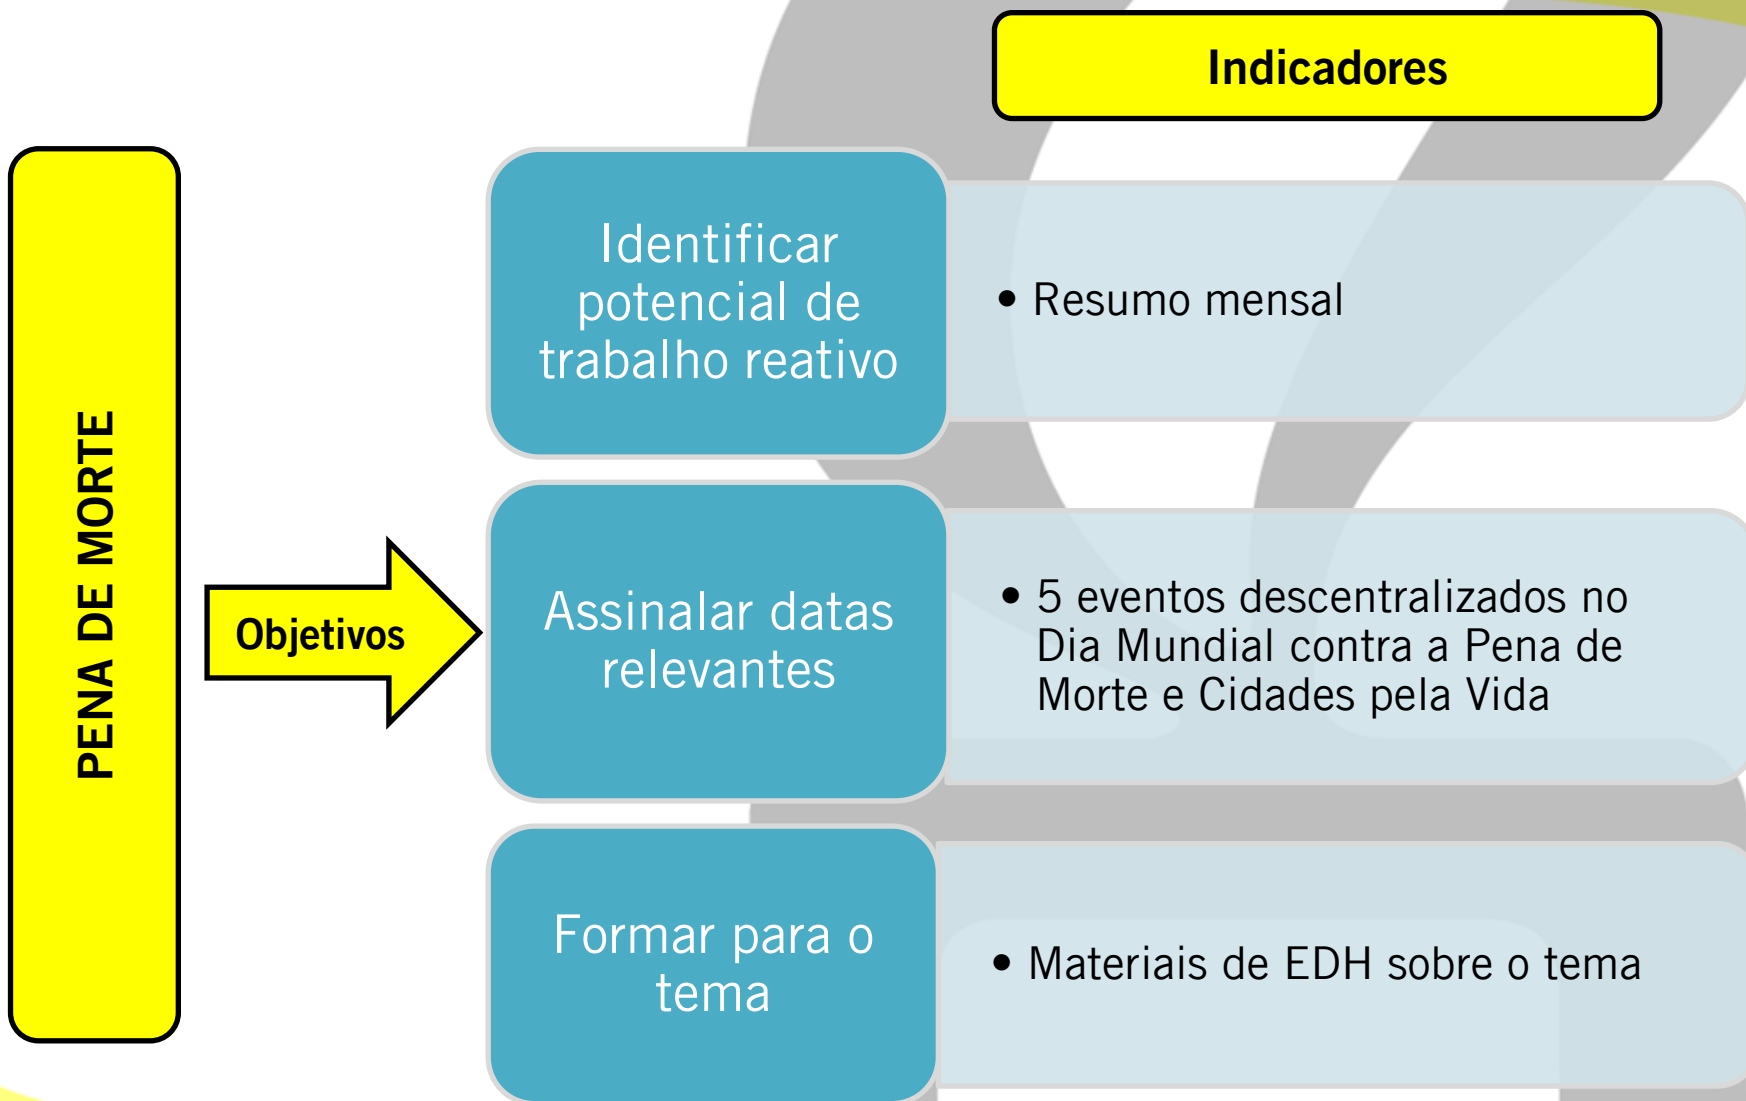 Indicadores
PENA DE MORTE
Objetivos
Identificar
potencial de
trabalho reativo
• Resumo mensal
Assinalar datas
relevantes
• 5 eventos descentralizados no
Dia Mundial contra a Pena de
Morte e Cidades pela Vida
Formar para o
tema
• Materiais de EDH sobre o tema